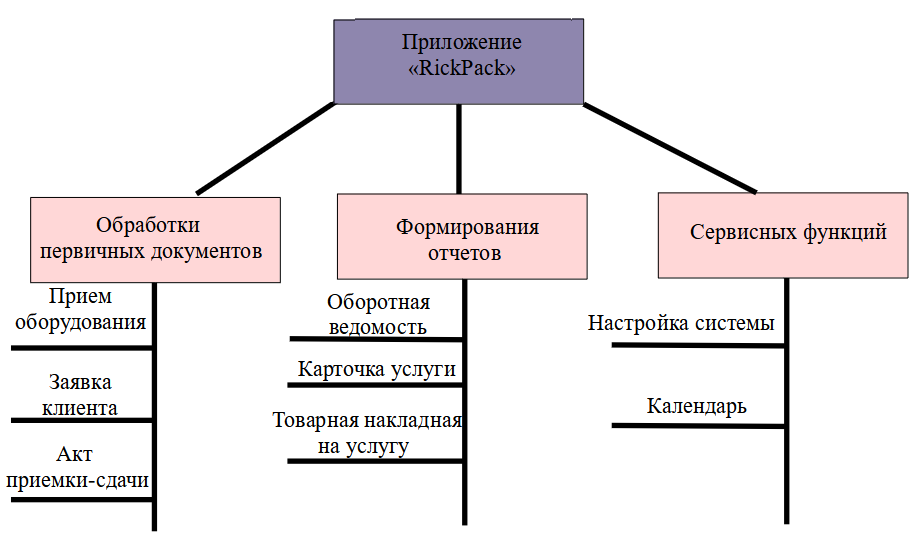 Приложение
«RickPack»
Обработки
первичных документов
Прием
оборудования
Заявка
клиента
Акт
приемки-сдачи
Формирования
отчетов
Оборотная
ведомость
Карточка услуги
Товарная накладная
на услугу
Сервисных функций
Настройка системы
Календарь